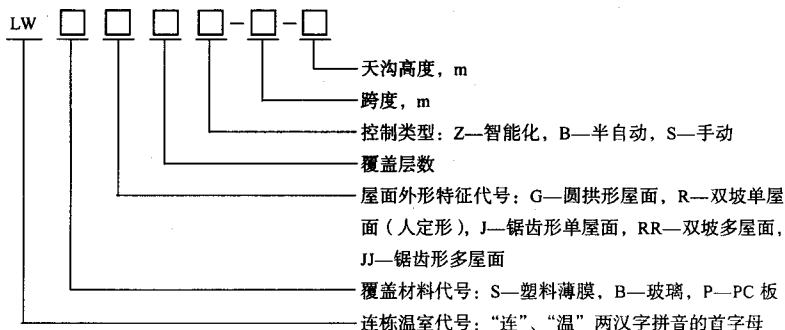 LW□□□□-□-□
天沟高度，m
跨度，m
控制类型：Z—智能化，B—半自动，S—手动
覆盖层数
屋面外形特征代号：G—圆拱形屋面，R—双坡单屋
面（人定形），J—锯齿形单屋面，RR—双坡多屋面，
JJ—锯齿形多屋面
覆盖材料代号：S—塑料薄膜，B—玻璃，P—PC 板
连栋温室代号：“连”、“温”两汉字拼音的首字母